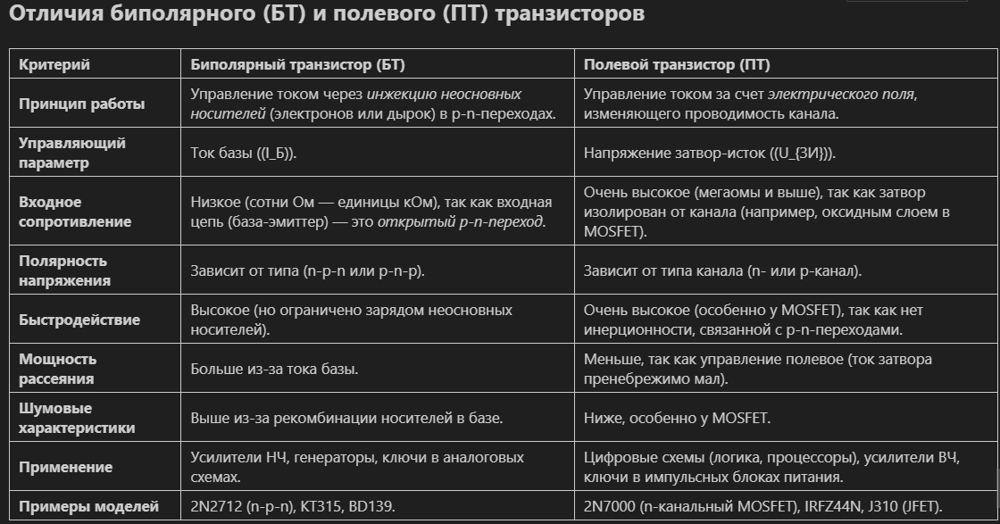 Отличия биполярного (БТ) и полевого (ПТ) транзисторов
Критерий
Биполярный транзистор (БТ)
Полевой транзистор (ПТ)
Принцип работы
Управление током через инжекцию неосновных
носителей (электронов или дырок) в p-n-переходах.
Управление током за счет электрического поля,
изменяющего проводимость канала.
Управляющий
параметр
Ток базы ((I_Б)).
Напряжение затвор-исток ((U_{ЗИ})).
Входное
сопротивление
Низкое (сотни Ом — единицы кОм), так как входная
цепь (база-эмиттер) — это открытый p-n-переход.
Очень высокое (мегаомы и выше), так как затвор
изолирован от канала (например, оксидным слоем в
MOSFET).
Полярность
напряжения
Зависит от типа (n-p-n или p-n-p).
Зависит от типа канала (n- или p-канал).
Быстродействие
Высокое (но ограничено зарядом неосновных
носителей).
Очень высокое (особенно у MOSFET), так как нет
инерционности, связанной с p-n-переходами.
Мощность
рассеяния
Больше из-за тока базы.
Меньше, так как управление полевое (ток затвора
пренебрежимо мал).
Шумовые
характеристики
Выше из-за рекомбинации носителей в базе.
Ниже, особенно у MOSFET.
Применение
Усилители НЧ, генераторы, ключи в аналоговых
схемах.
Цифровые схемы (логика, процессоры), усилители ВЧ,
ключи в импульсных блоках питания.
Примеры моделей
2N2712 (n-p-n), КТ315, BD139.
2N7000 (n-канальный MOSFET), IRFZ44N, J310 (JFET).